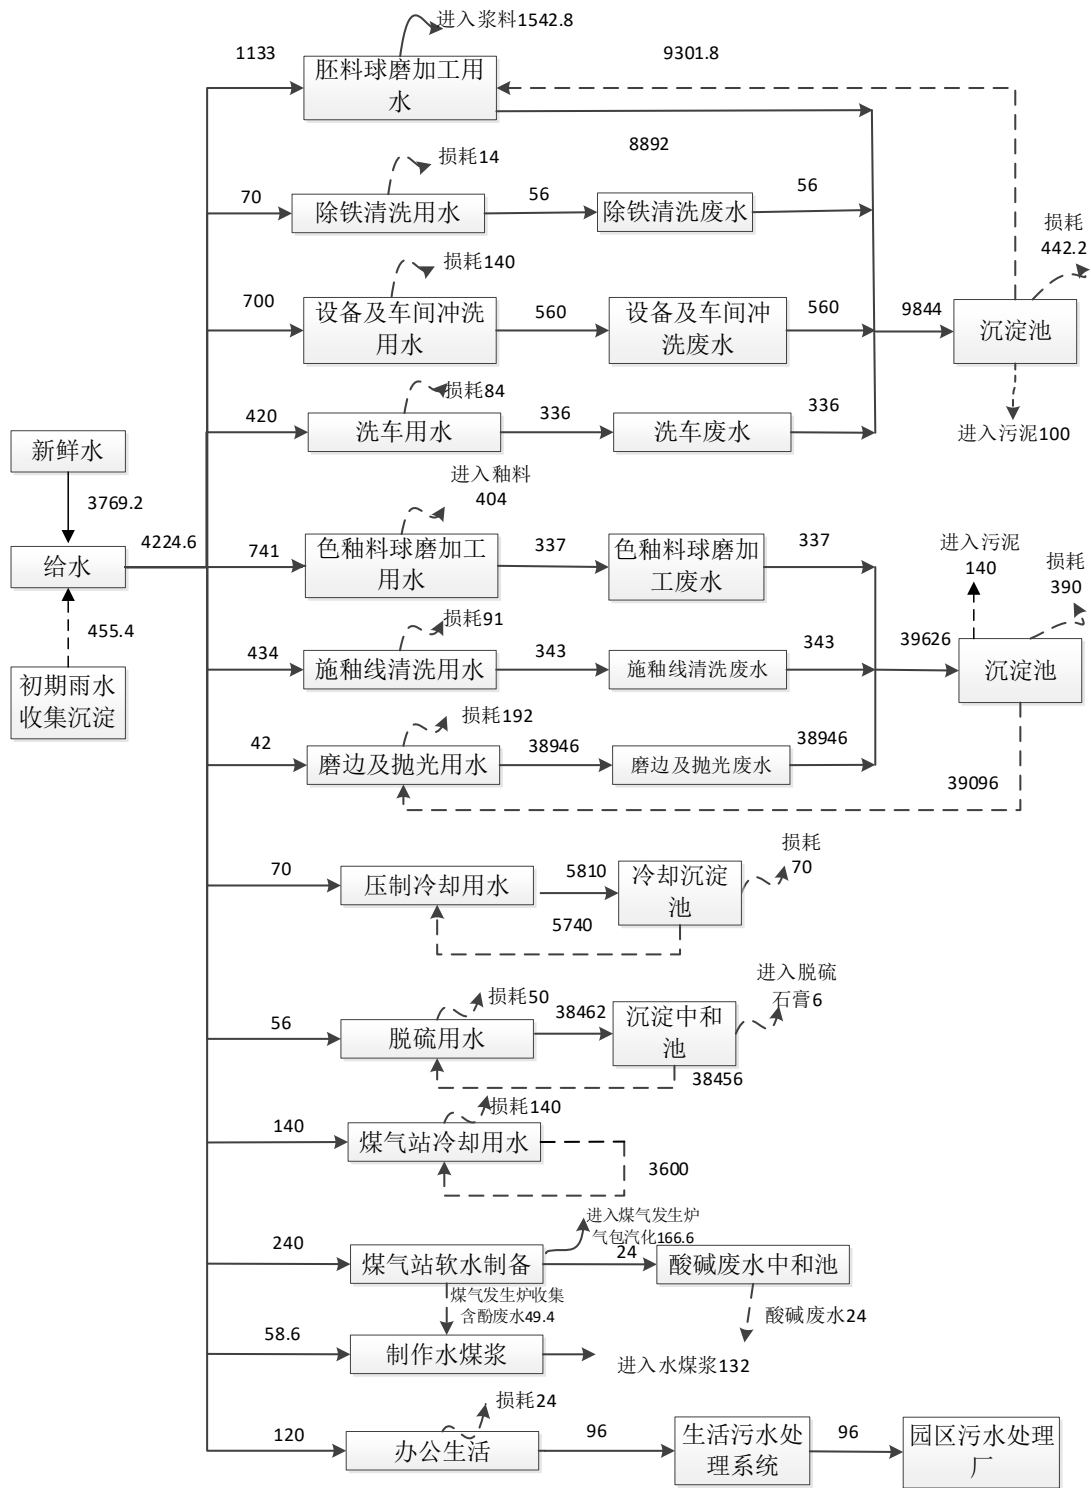 进入浆料1542.8
1133
9301.8
胚料球磨加工用
水
8892
损耗14
70
除铁清洗用水
56
除铁清洗废水
56
损耗
442.2
损耗140
700
设备及车间冲洗
用水
560
设备及车间冲
洗废水
560
9844
沉淀池
损耗84
420
洗车用水
336
洗车废水
336
进入污泥100
新鲜水
3769.2
给水
4224.6
455.4
初期雨水
收集沉淀
进入釉料
404
741
色釉料球磨加工
用水
337
色釉料球磨加
工废水
337
进入污泥
140
损耗
390
损耗91
434
施釉线清洗用水
343
施釉线清洗废水
343
39626
沉淀池
损耗192
42
磨边及抛光用水
38946
磨边及抛光废水
38946
39096
70
压制冷却用水
5810
冷却沉淀
池
损耗
70
5740
损耗50
56
脱硫用水
38462
沉淀中和
池
进入脱硫
石膏6
38456
损耗140
140
煤气站冷却用水
3600
进入煤气发生炉
气包汽化166.6
240
煤气站软水制备
24
酸碱废水中和池
煤气发生炉收集
含酚废水49.4
酸碱废水24
58.6
制作水煤浆
进入水煤浆132
损耗24
120
办公生活
96
生活污水处
理系统
96
园区污水处理
厂